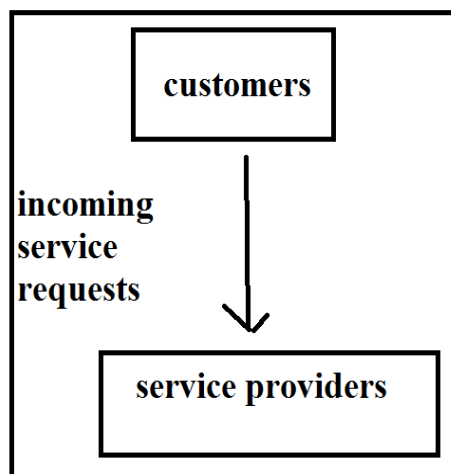 customers
incoming
service
requests
service providers